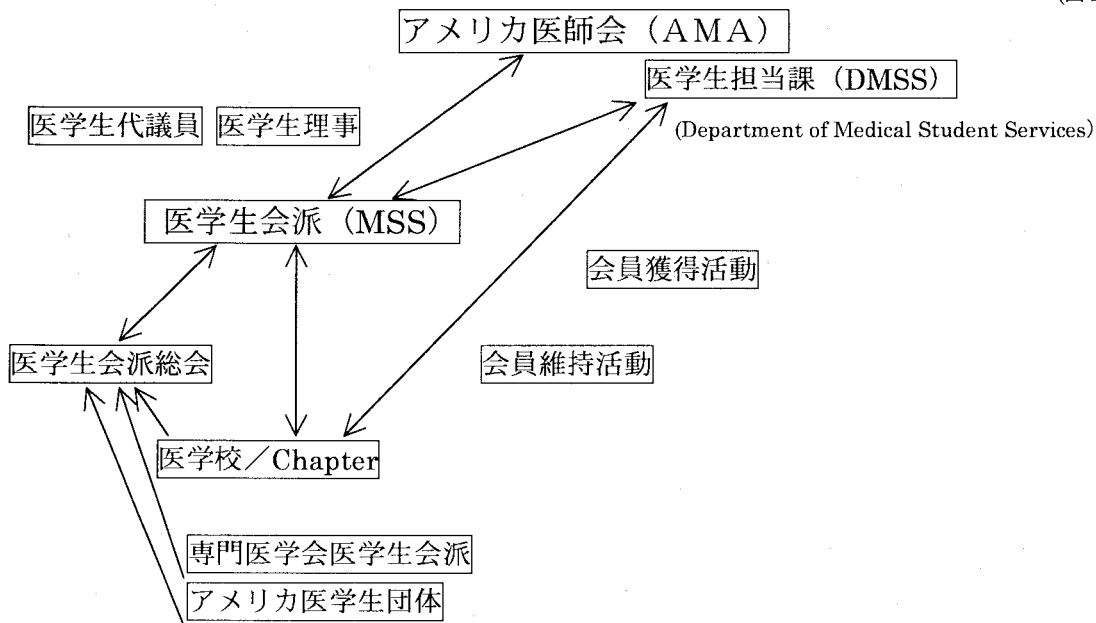 アメリカ医師会（ＡＭＡ）
医学生担当課（DMSS）
医学生代議員 医学生理事
(Department of Medical Student Services)
医学生会派（MSS）
会員獲得活動
医学生会派総会
会員維持活動
医学校／Chapter
専門医学会医学生会派
アメリカ医学生団体